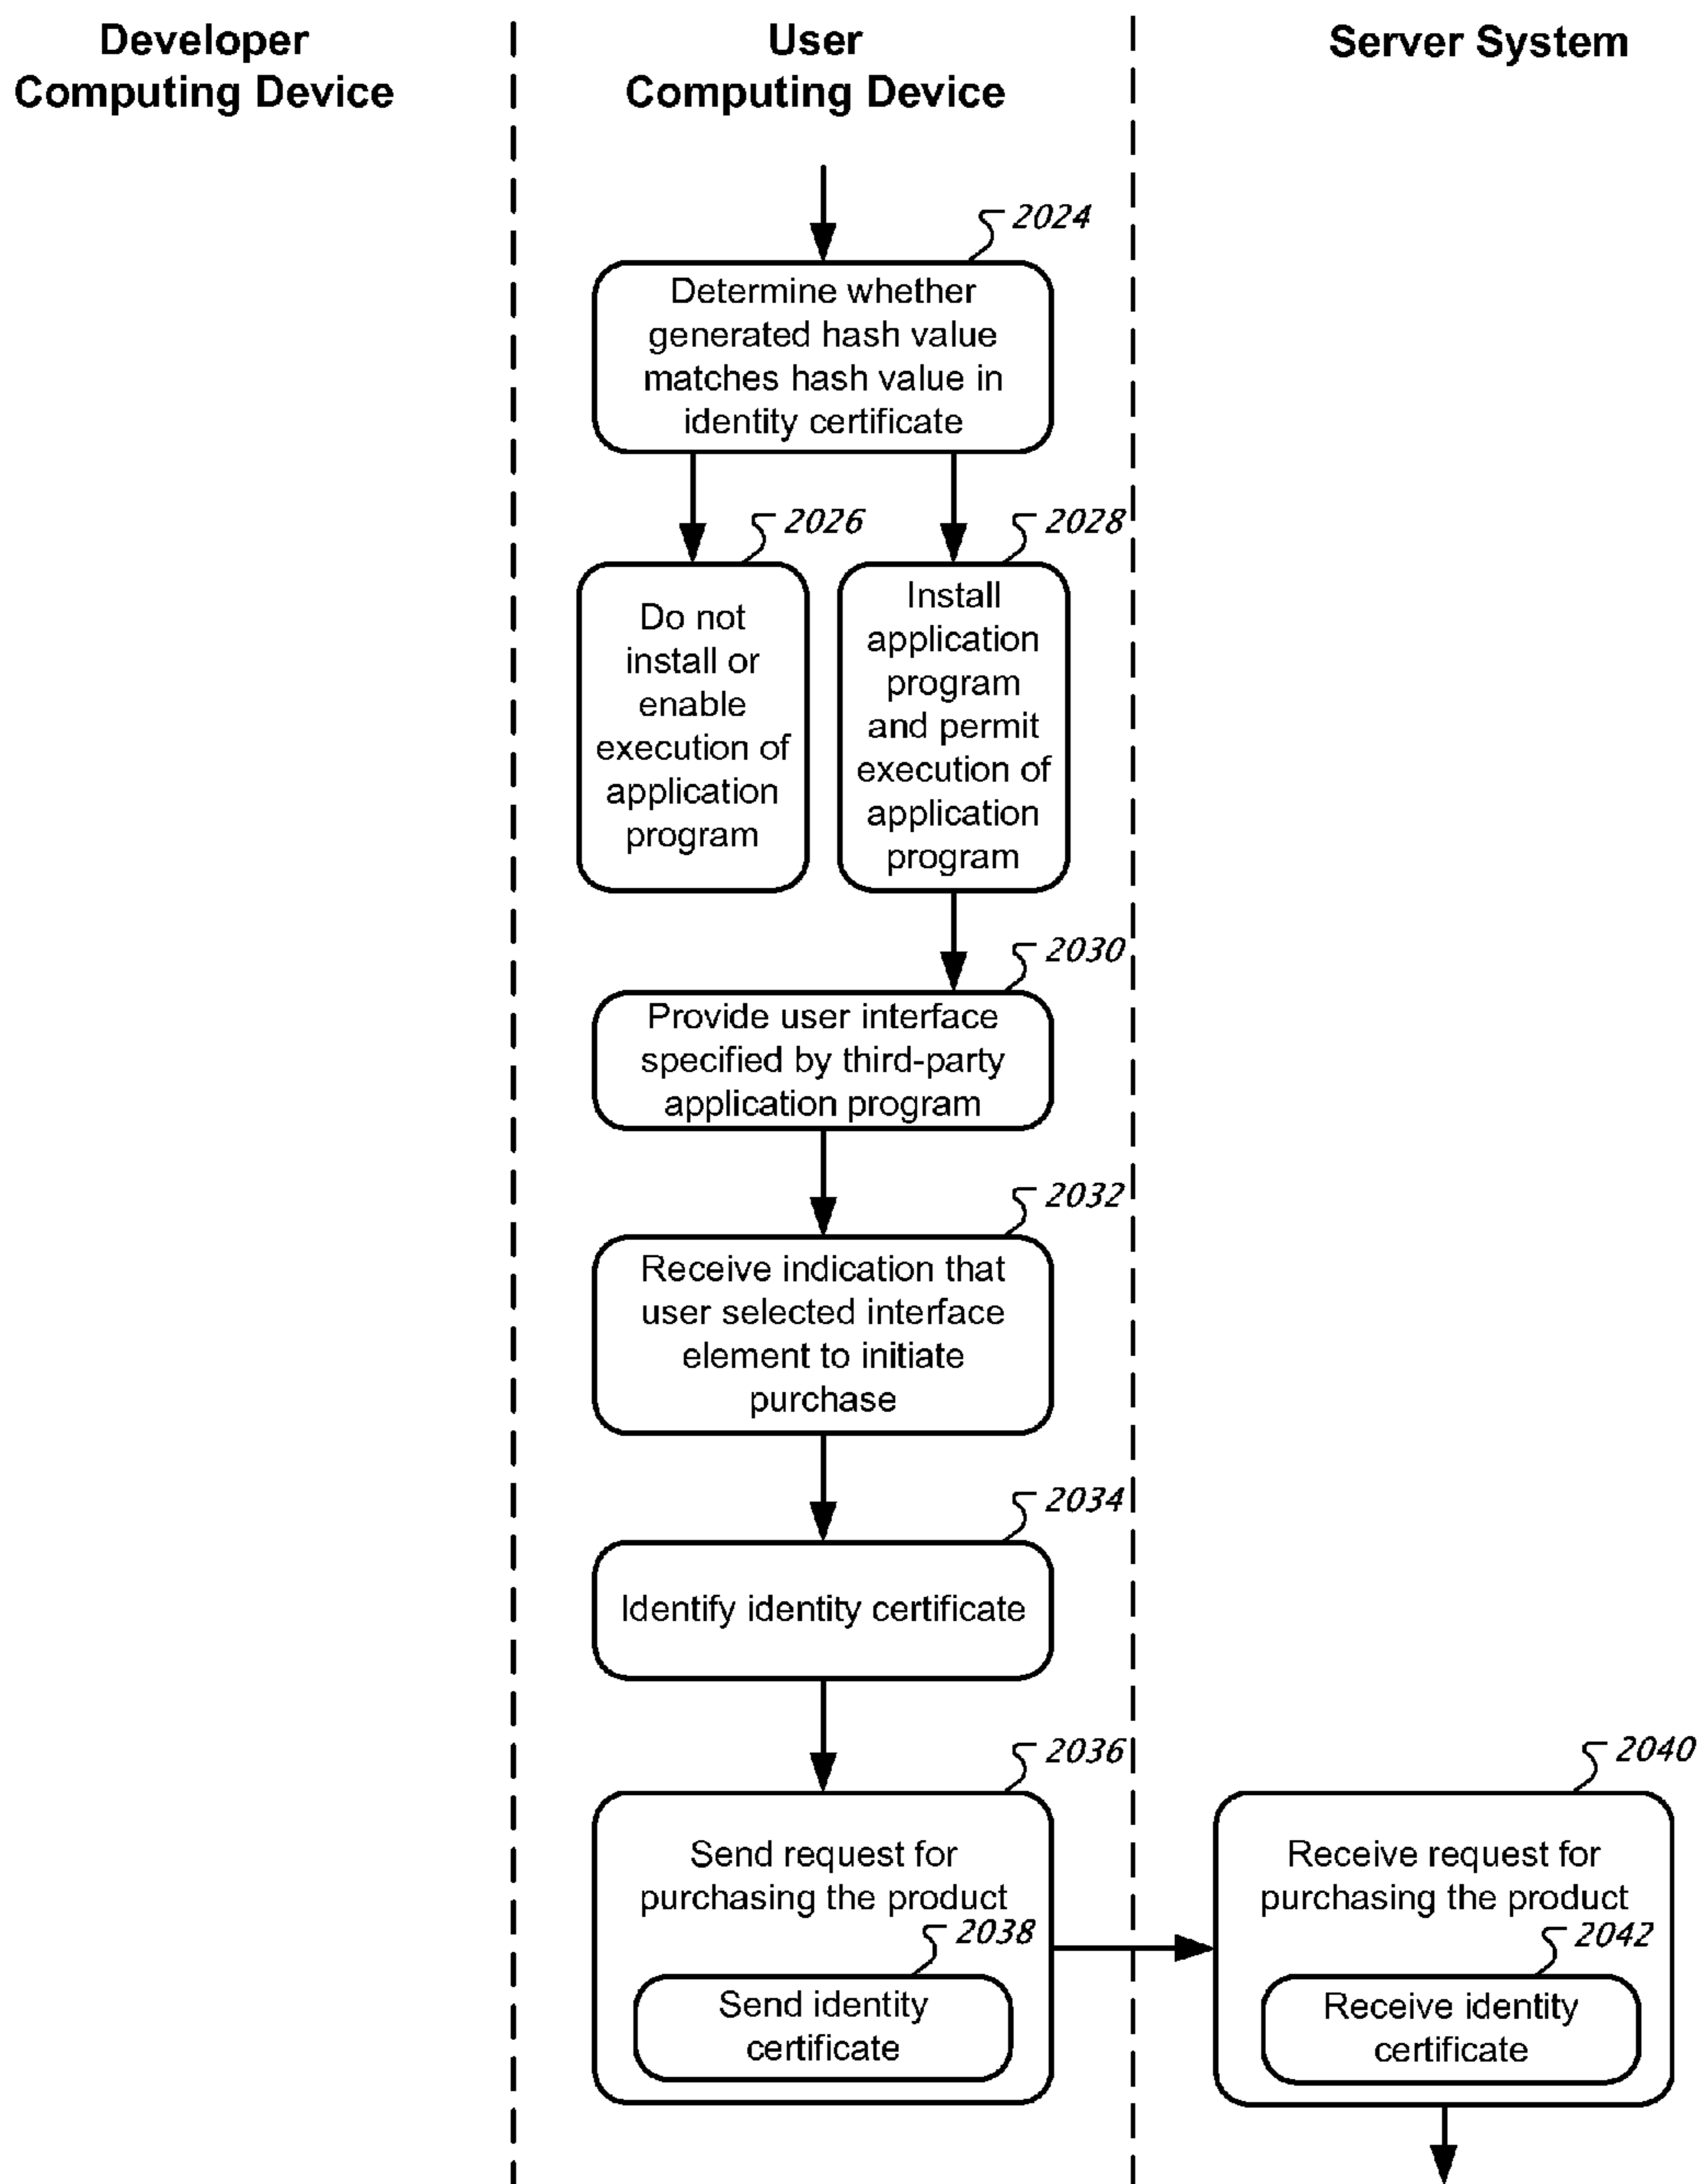 Developer
Computing Device
User
Computing Device
Server System
2024
Determine whether
generated hash value
matches hash value in
identity certificate
2026
Do not
install or
enable
execution of
application
program
2028
Install
application
program
and permit
execution of
application
program
2030
Provide user interface
specified by third-party
application program
2032
Receive indication that
user selected interface
element to initiate
purchase
2034
Identify identity certificate
2036
Send request for
purchasing the product
2038
Send identity
certificate
2040
Receive request for
purchasing the product
2042
Receive identity
certificate